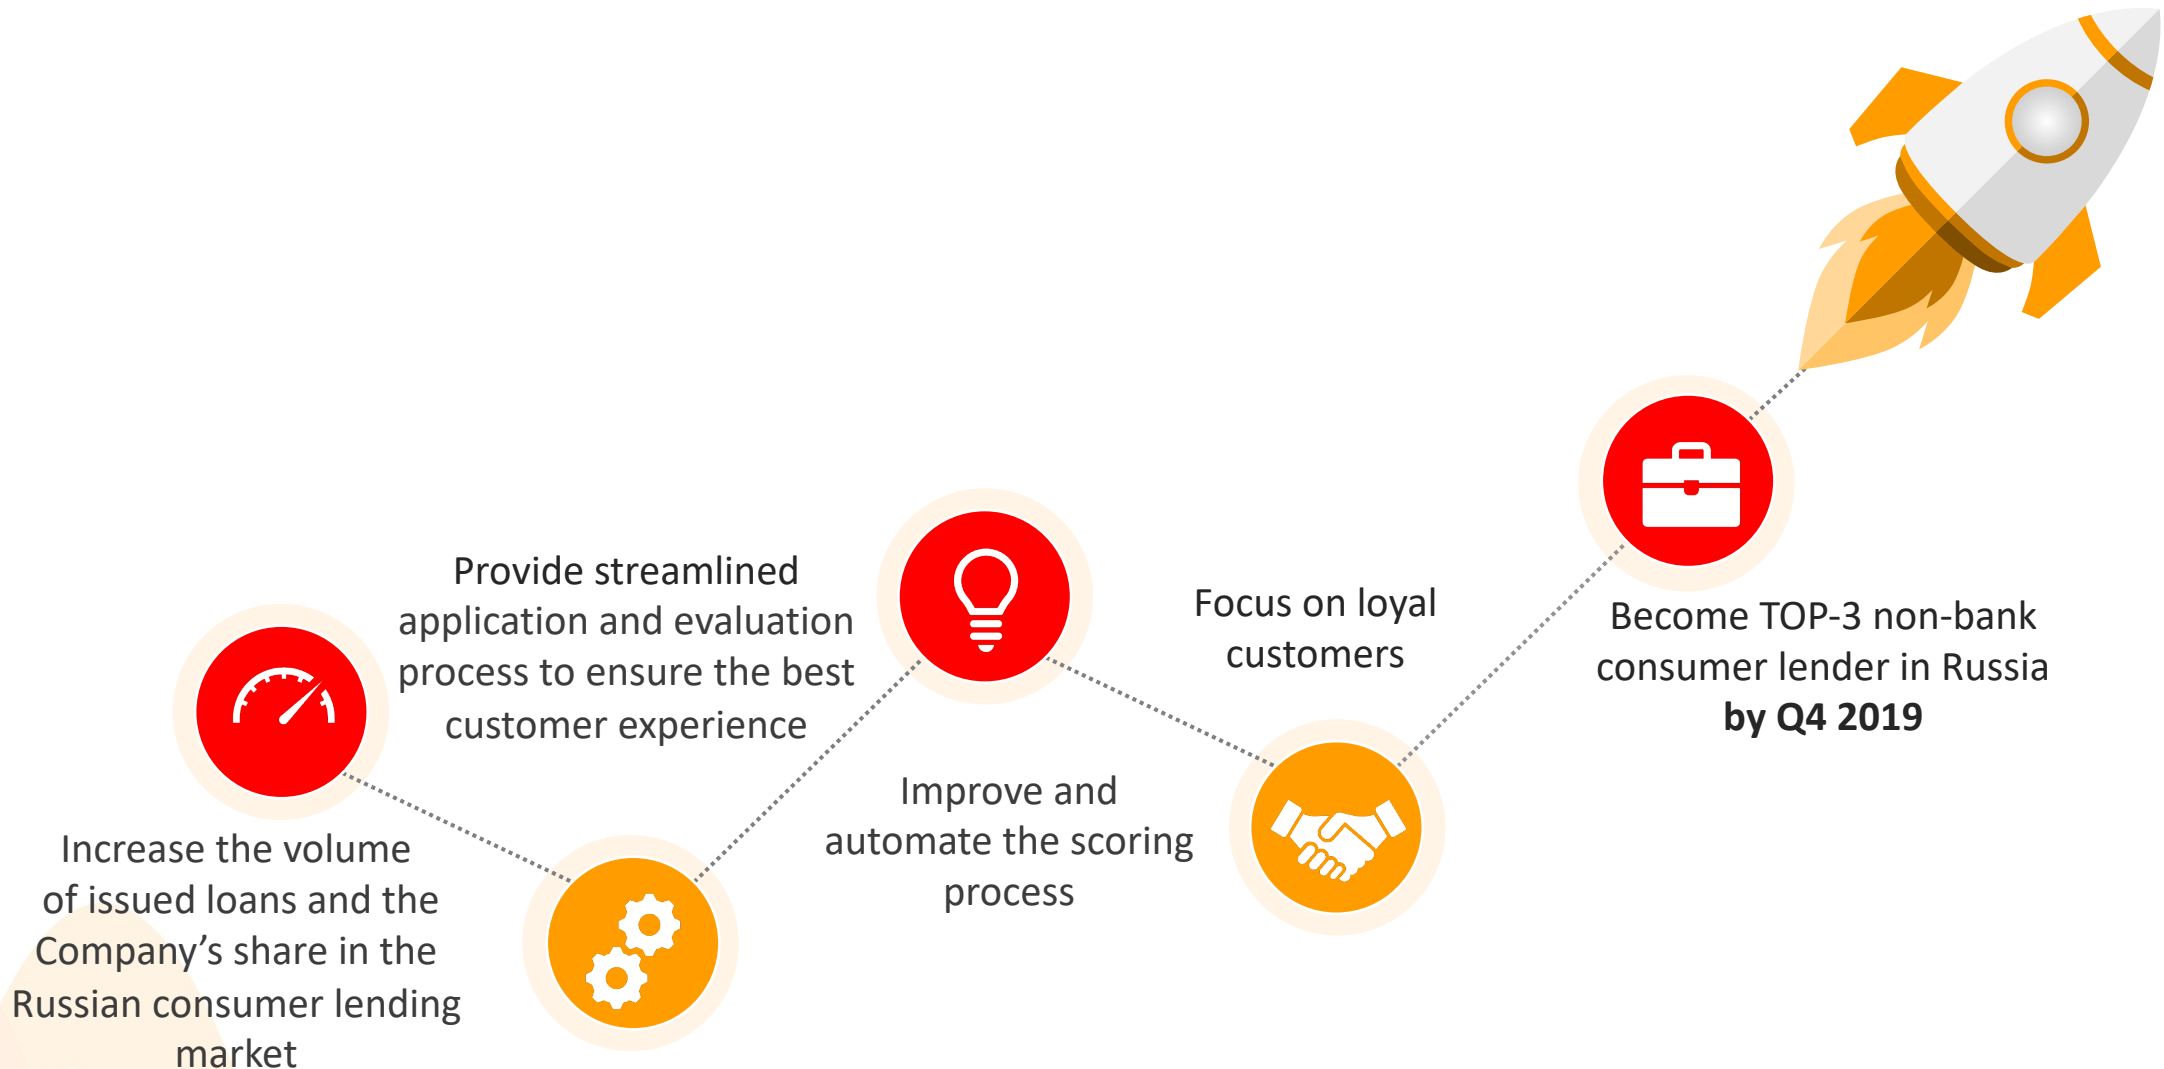 Increase the volume
of issued loans and the
Company’s share in the
Russian consumer lending
market
Provide streamlined
application and evaluation
process to ensure the best
customer experience
Improve and
automate the scoring
process
Focus on loyal
customers
Become TOP-3 non-bank
consumer lender in Russia
by Q4 2019